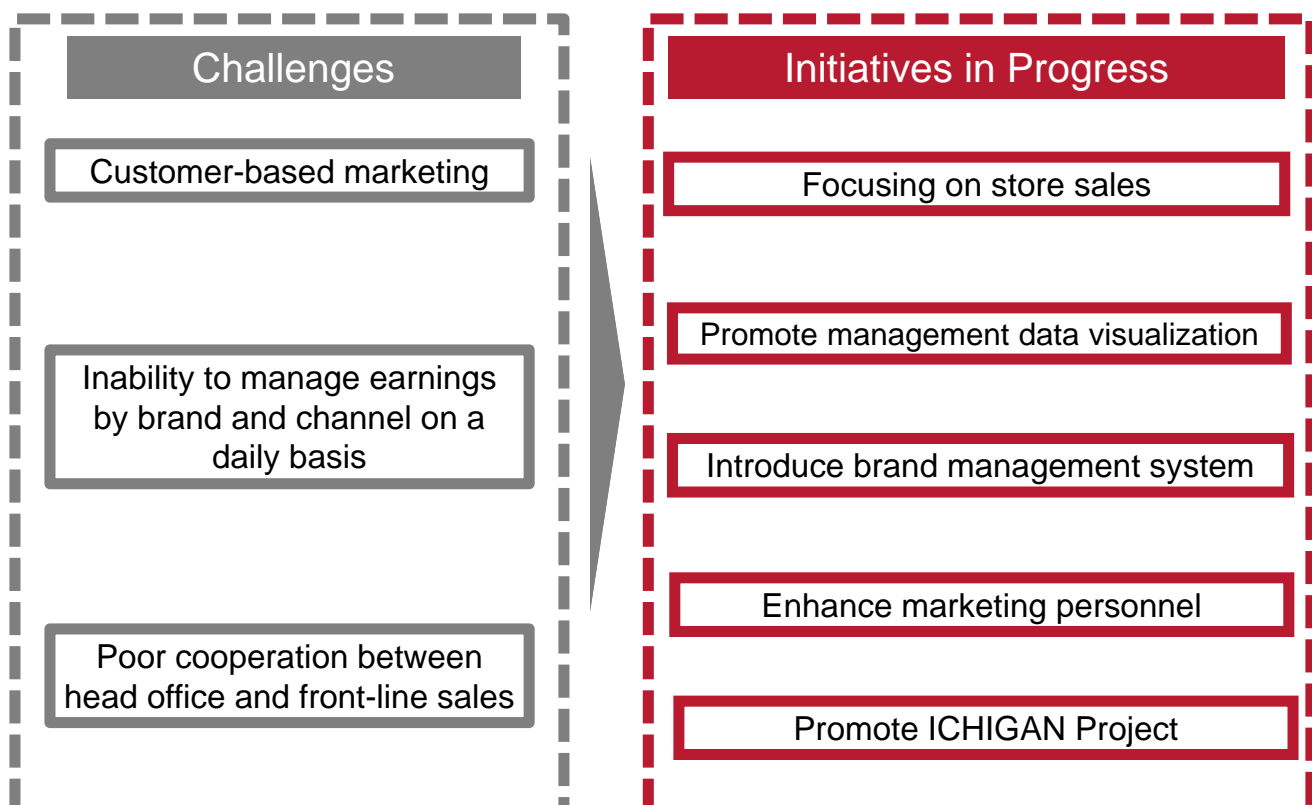 Challenges
Customer-based marketing
Inability to manage earnings
by brand and channel on a
daily basis
Poor cooperation between
head office and front-line sales
Initiatives in Progress
Focusing on store sales
Promote management data visualization
Introduce brand management system
Enhance marketing personnel
Promote ICHIGAN Project